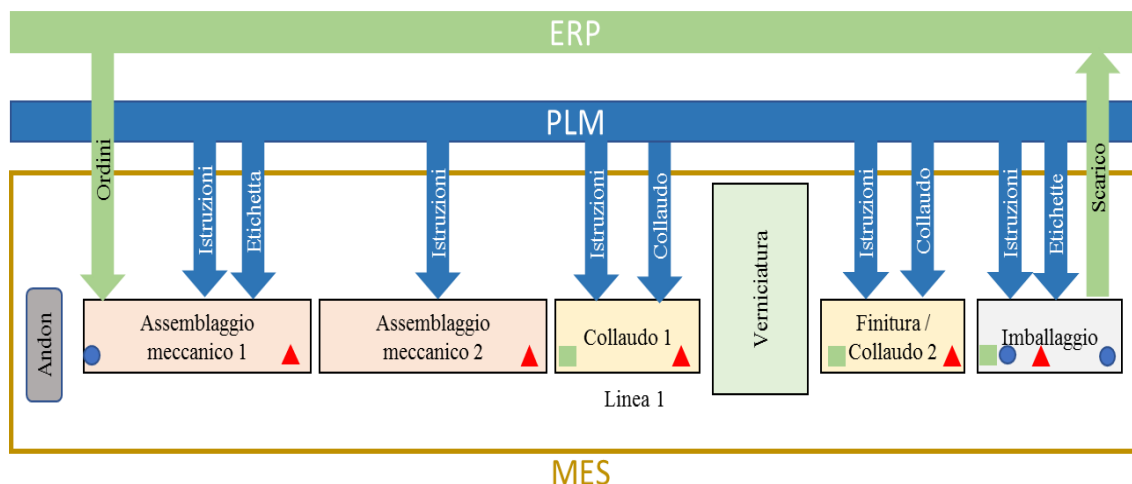 ERP
PLM
Ordini
Istruzioni
Etichetta
Istruzioni
Istruzioni
Collaudo
Istruzioni
Collaudo
Istruzioni
Etichette
Scarico
Andon
Assemblaggio
meccanico 1
Assemblaggio
meccanico 2
Collaudo 1
Verniciatura
Finitura /
Collaudo 2
Imballaggio
Linea 1
MES